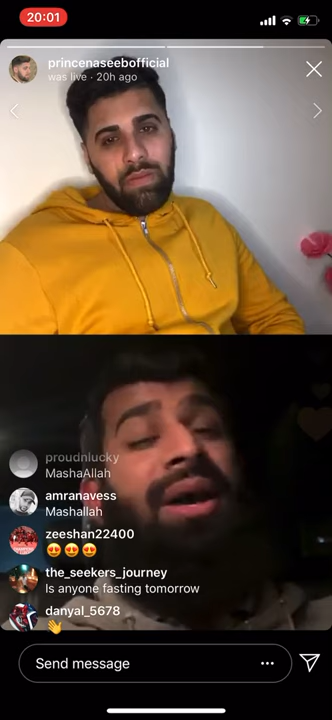 20:01
princenaseebofficial
was live · 20h ago
proudnlucky
MashaAllah
amranavess
Mashallah
zeeshan22400
😍😍😍
the_seekers_journey
Is anyone fasting tomorrow
danyal_5678
👋
Send message